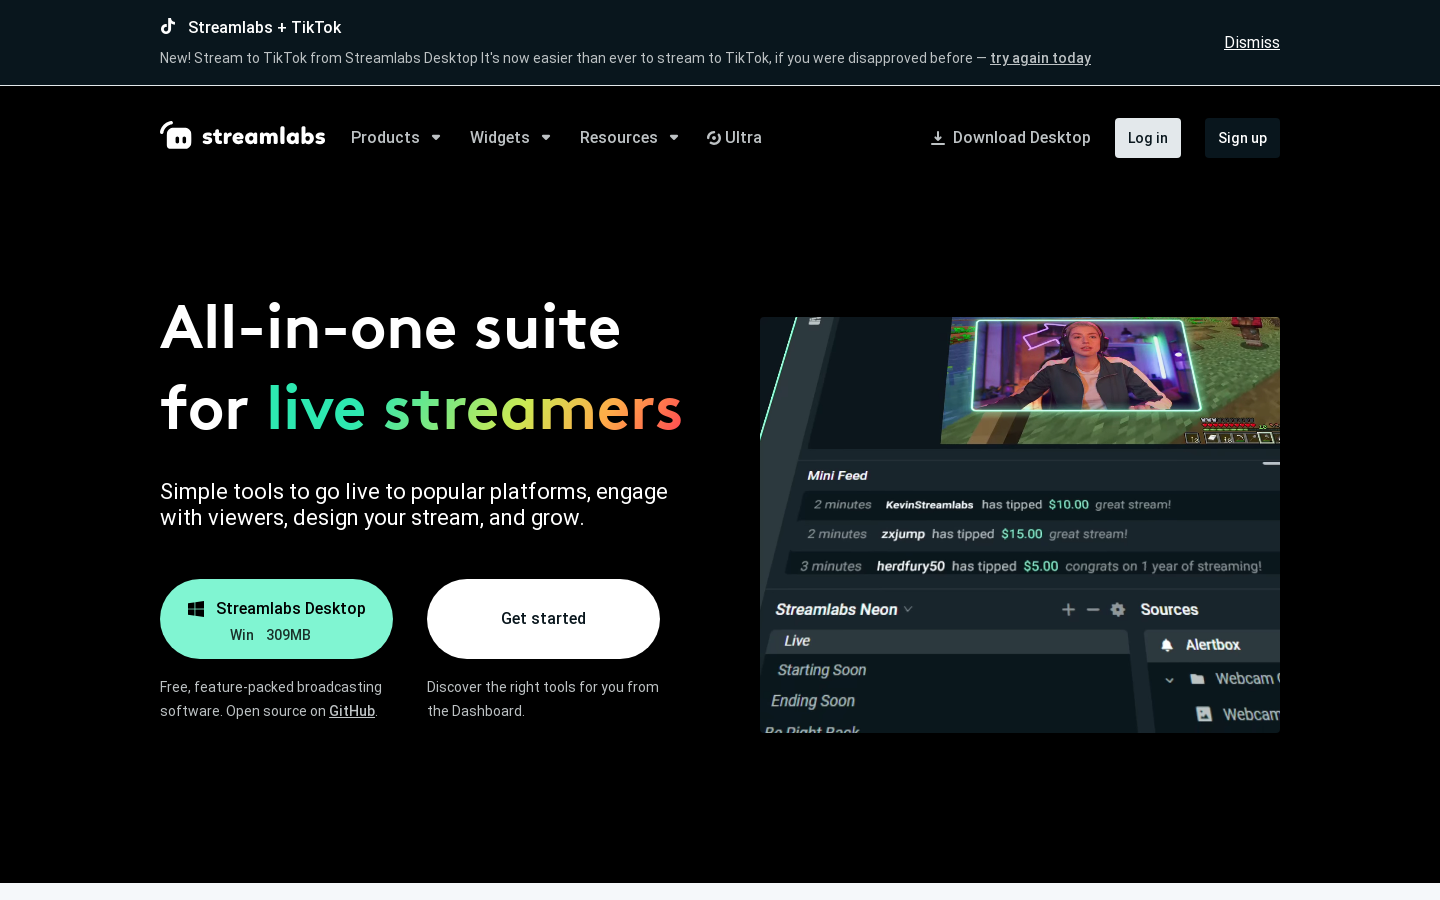 Streamlabs + TikTok
New! Stream to TikTok from Streamlabs Desktop It's now easier than ever to stream to TikTok, if you were disapproved before — try again today
Dismiss
streamlabs
Products
Widgets
Resources
Ultra
Download Desktop
Log in
Sign up
All-in-one suite
for live streamers
Simple tools to go live to popular platforms, engage
with viewers, design your stream, and grow.
Streamlabs Desktop
Win 309MB
Get started
Free, feature-packed broadcasting
software. Open source on GitHub.
Discover the right tools for you from
the Dashboard.
Mini Feed
2 minutes KevinStreamlabs has tipped $10.00 great stream!
2 minutes zxjump has tipped $15.00 great stream!
3 minutes herdfury50 has tipped $5.00 congrats on 1 year of streaming!
Streamlabs Neon
Sources
Live
Starting Soon
Ending Soon
Be Right Back
Alertbox
Webcam
Webcam